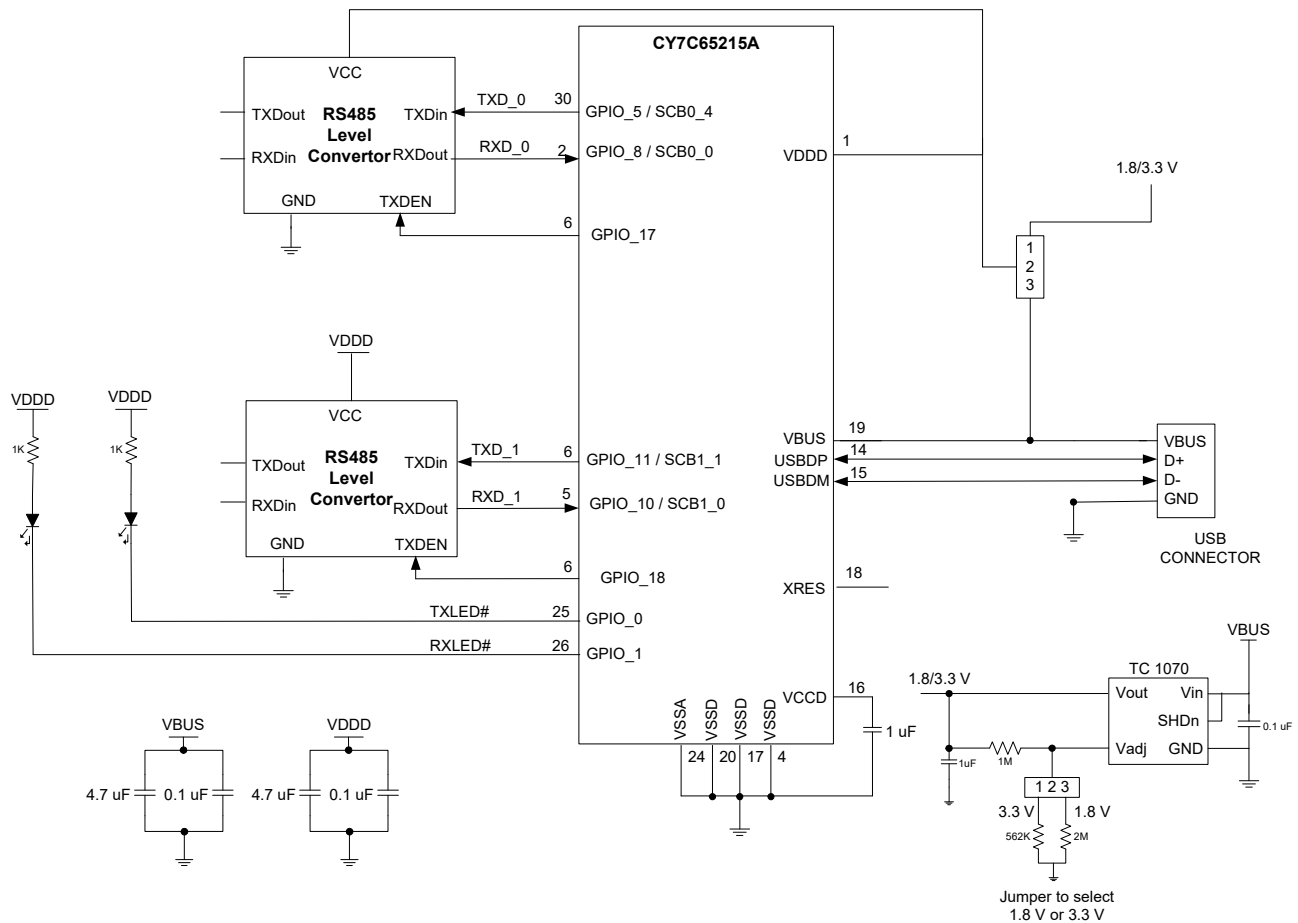 CY7C65215A
VCC
RS485
Level
Convertor
TXDout
RXDin
TXDin
RXDout
GND
TXDEN
TXD_0
30
GPIO_5 / SCB0_4
RXD_0
2
GPIO_8 / SCB0_0
6
GPIO_17
VDDD
1
1.8/3.3 V
1
2
3
VDDD
VCC
RS485
Level
Convertor
TXDout
RXDin
TXDin
RXDout
GND
TXDEN
TXD_1
6
GPIO_11 / SCB1_1
RXD_1
5
GPIO_10 / SCB1_0
6
GPIO_18
VDDD
1K
VDDD
1K
TXLED#
25
GPIO_0
RXLED#
26
GPIO_1
VBUS
19
USBDP
14
USBDM
15
VBUS
D+
D-
GND
USB
CONNECTOR
XRES
18
VCCD
16
1 uF
VSSA
VSSD
VSSD
VSSD
24
20
17
4
VBUS
4.7 uF
0.1 uF
VDDD
4.7 uF
0.1 uF
VBUS
TC 1070
1.8/3.3 V
Vout
Vin
SHDn
Vadj
GND
0.1 uF
1uF
1M
1 2 3
3.3 V
1.8 V
562K
2M
Jumper to select
1.8 V or 3.3 V